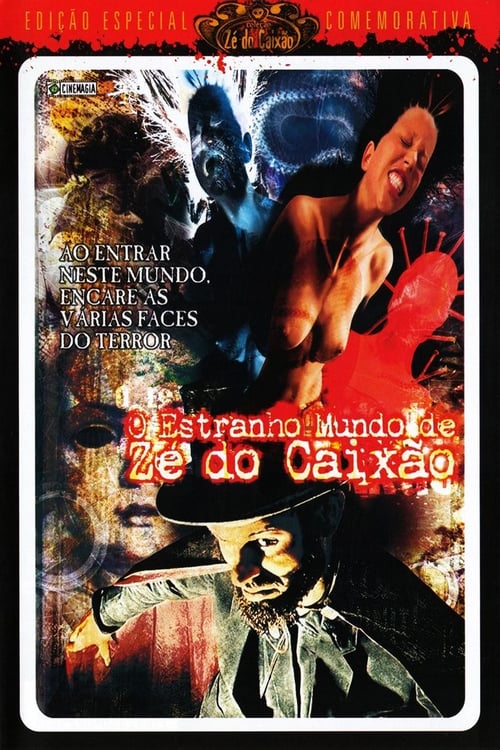 EDIÇÃO ESPECIAL
Zé do Caixão
COMEMORATIVA
CINEMAGIA
AO ENTRAR
NESTE MUNDO,
ENCARE AS
VÁRIAS FACES
DO TERROR
O Estranho Mundo de
Zé do Caixão